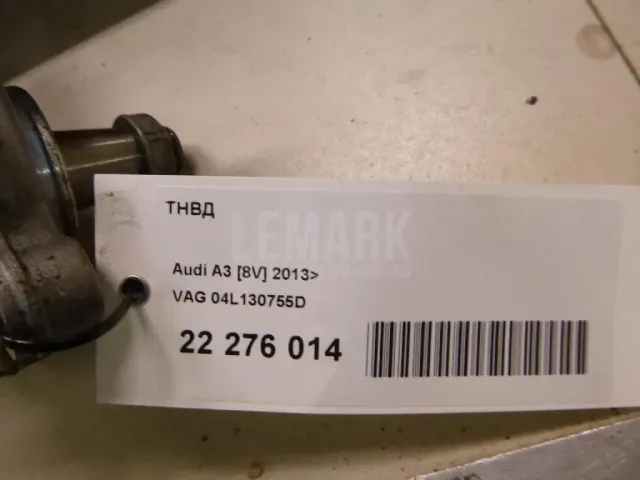 ТНВД
LEMARK
Audi A3 [8V] 2013>
VAG 04L130755D
22 276 014